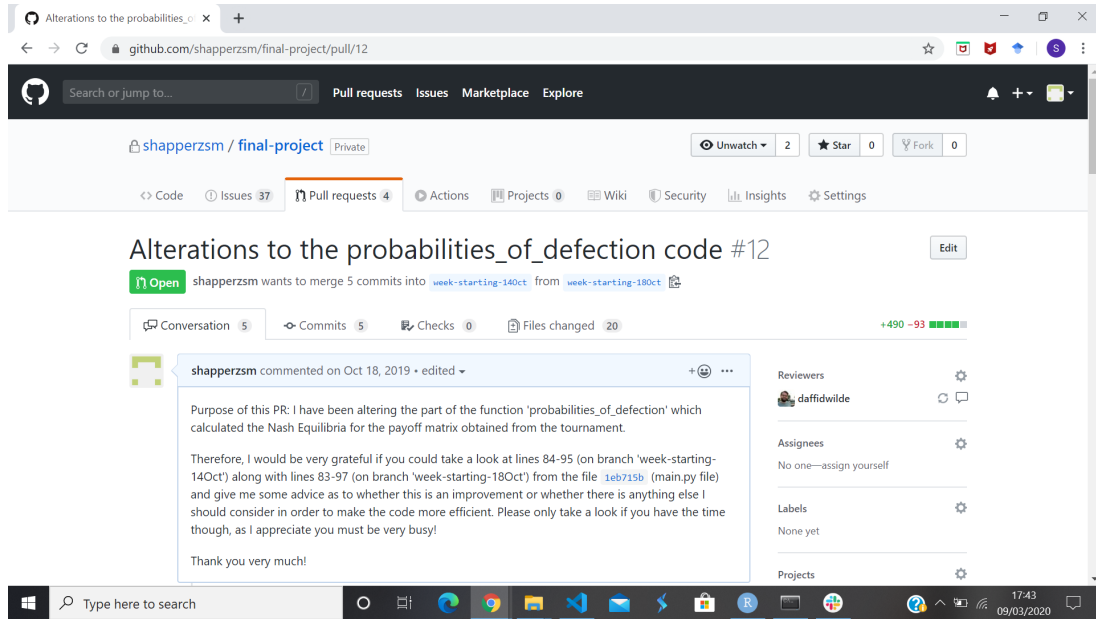 Alterations to the probabilities_o
github.com/shapperzsm/final-project/pull/12
S
Search or jump to...
/
Pull requests Issues Marketplace Explore
shapperzsm / final-project Private
Unwatch 2 Star 0 Fork 0
Code Issues 37 Pull requests 4 Actions Projects 0 Wiki Security Insights Settings
Alterations to the probabilities_of_defection code #12
Edit
Open shapperzsm wants to merge 5 commits into week-starting-14Oct from week-starting-18Oct
Conversation 5 Commits 5 Checks 0 Files changed 20 +490 −93
shapperzsm commented on Oct 18, 2019 • edited
Purpose of this PR: I have been altering the part of the function 'probabilities_of_defection' which
calculated the Nash Equilibria for the payoff matrix obtained from the tournament.
Therefore, I would be very grateful if you could take a look at lines 84-95 (on branch 'week-starting-
14Oct') along with lines 83-97 (on branch 'week-starting-18Oct') from the file 1eb715b (main.py file)
and give me some advice as to whether this is an improvement or whether there is anything else I
should consider in order to make the code more efficient. Please only take a look if you have the time
though, as I appreciate you must be very busy!
Thank you very much!
Reviewers
daffidwilde
Assignees
No one—assign yourself
Labels
None yet
Projects
Type here to search
R
17:43
09/03/2020